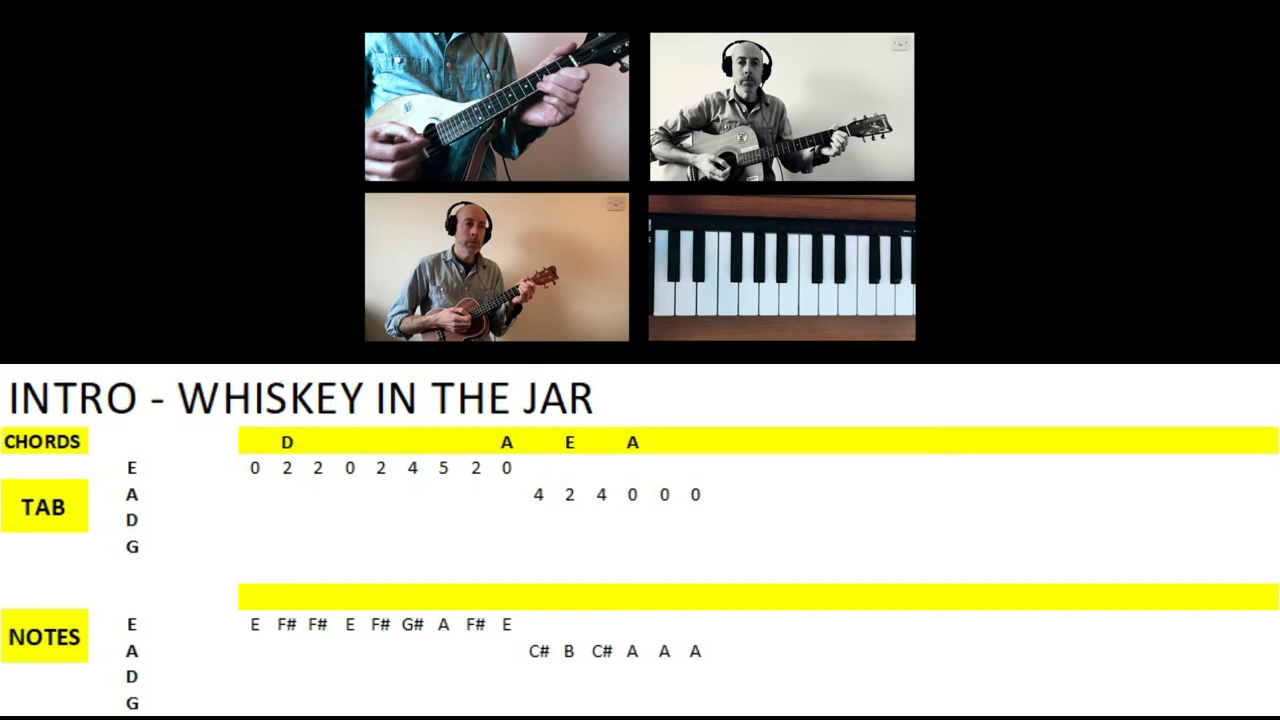 INTRO - WHISKEY IN THE JAR
CHORDS D A E A
E 0 2 2 0 2 4 5 2 0
TAB
A 4 2 4 0 0 0
D
G
E E F# F# E F# G# A F# E
NOTES
A C# B C# A A A
D
G